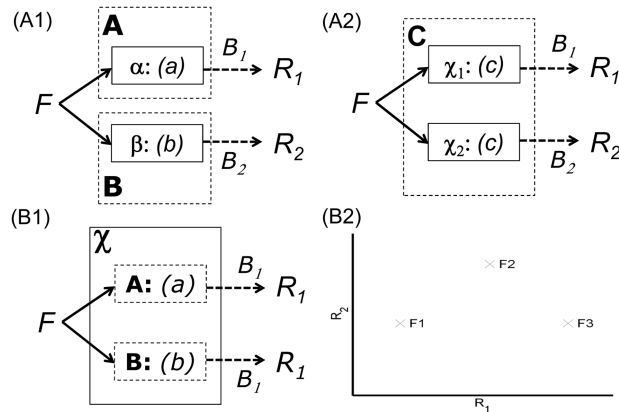 (A1)
A
α: (a)
B1
R1
F
β: (b)
B2
R2
B
(A2)
C
χ1: (c)
B1
R1
F
χ2: (c)
B2
R2
(B1)
χ
A: (a)
B1
R1
F
B: (b)
B1
R1
(B2)
R2
F2
F1
F3
R1